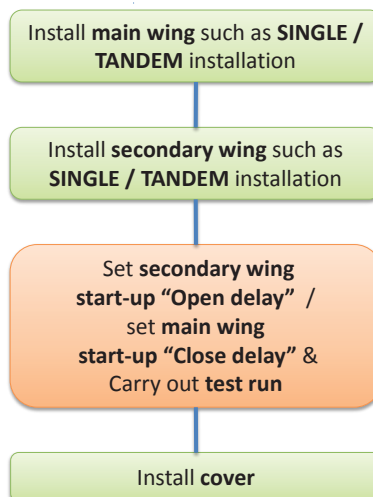 Install main wing such as SINGLE /
TANDEM installation
Install secondary wing such as
SINGLE / TANDEM installation
Set secondary wing
start-up “Open delay” /
set main wing
start-up “Close delay” &
Carry out test run
Install cover